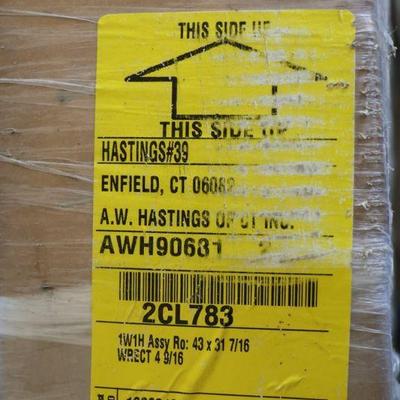 THIS SIDE UP
THIS SIDE UP
HASTINGS#39
ENFIELD, CT 06082
A.W. HASTINGS OF CT INC.
AWH90631
2CL783
1W1H Assy Ro: 43 x 31 7/16
WRECT 4 9/16